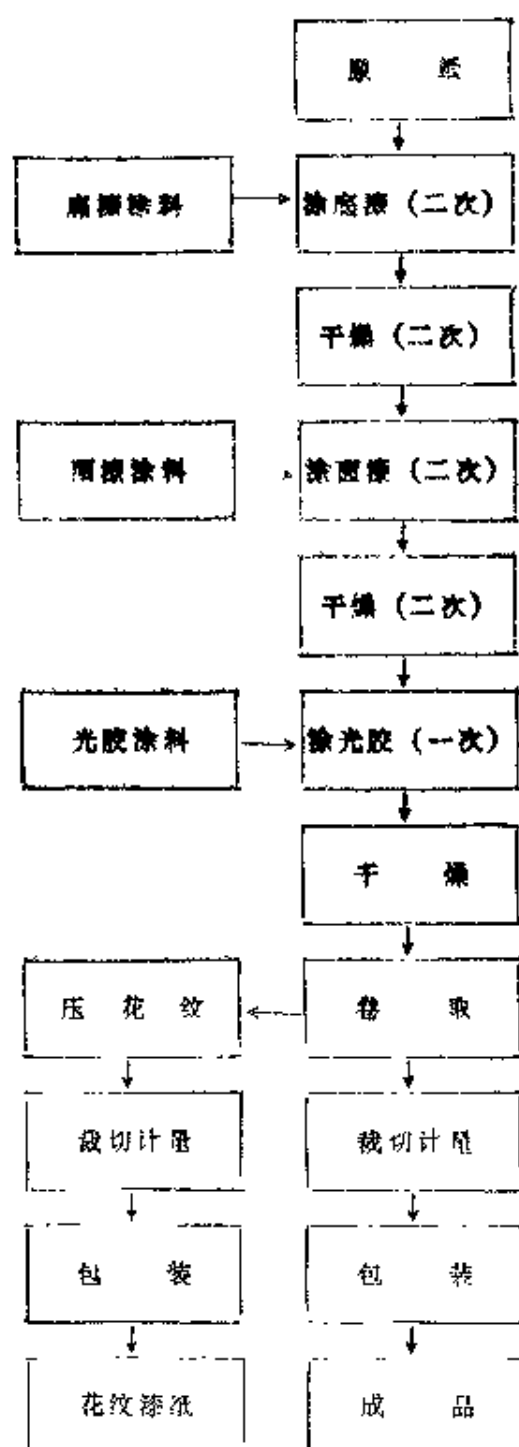 原 纸
底漆涂料 涂底漆（二次）
干燥（二次）
面漆涂料 涂面漆（二次）
干燥（二次）
光胶涂料 涂光胶（一次）
干 燥
压 花 纹 卷 取
裁切计量 裁切计量
包 装 包 装
花纹漆纸 成 品